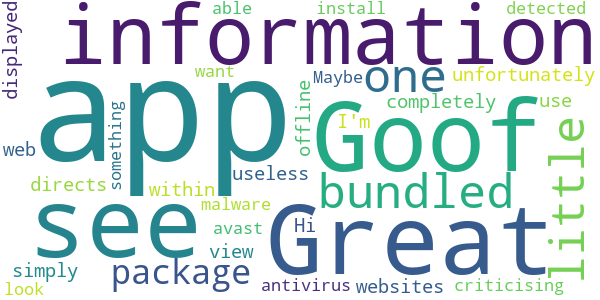 able install detected
information
displayed
want Maybe one unfortunately
app
Goof
completely use
offline
I'm
web
something
useless
directs
within
bundled
little
malware
see
Great
avast
Hi
view
simply package
antivirus websites criticising
look